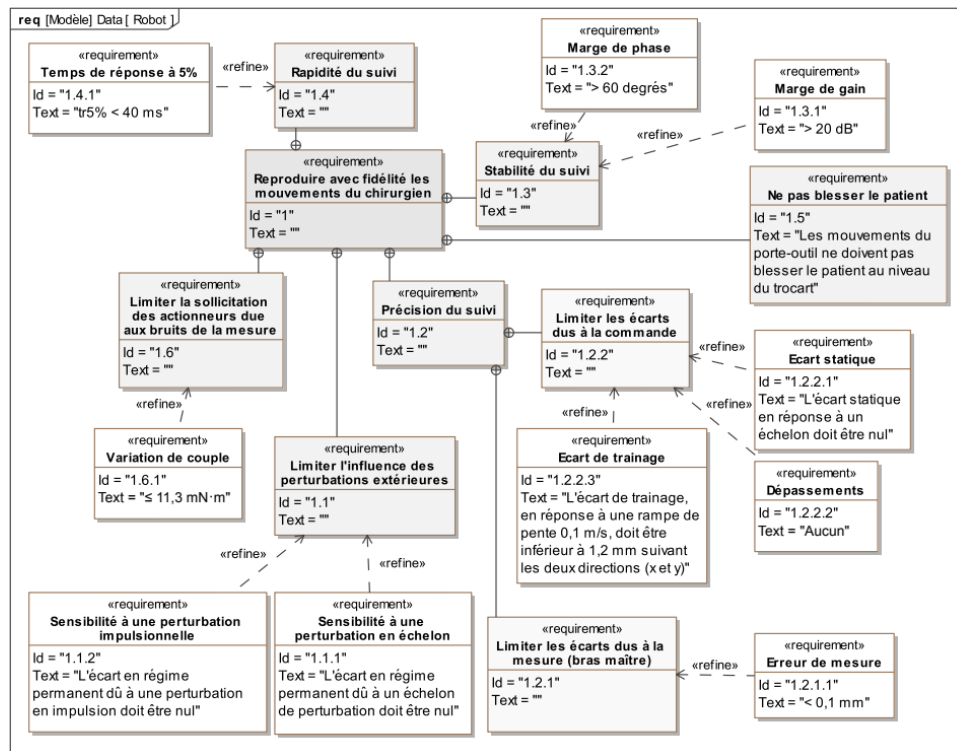 req [Modèle] Data [ Robot ]
«requirement»
Temps de réponse à 5%
Id = "1.4.1"
Text = "tr5% < 40 ms"
«refine»
«requirement»
Rapidité du suivi
Id = "1.4"
Text = ""
«requirement»
Marge de phase
Id = "1.3.2"
Text = "> 60 degrés"
«refine»
«requirement»
Marge de gain
Id = "1.3.1"
Text = "> 20 dB"
«refine»
«requirement»
Reproduire avec fidélité les
mouvements du chirurgien
Id = "1"
Text = ""
«requirement»
Stabilité du suivi
Id = "1.3"
Text = ""
«requirement»
Ne pas blesser le patient
Id = "1.5"
Text = "Les mouvements du
porte-outil ne doivent pas
blesser le patient au niveau
du trocart"
«requirement»
Limiter la sollicitation
des actionneurs due
aux bruits de la mesure
Id = "1.6"
Text = ""
«requirement»
Précision du suivi
Id = "1.2"
Text = ""
«requirement»
Limiter les écarts
dus à la commande
Id = "1.2.2"
Text = ""
«refine»
«requirement»
Ecart statique
Id = "1.2.2.1"
Text = "L'écart statique
en réponse à un
échelon doit être nul"
«refine»
«refine»
«refine»
«requirement»
Variation de couple
Id = "1.6.1"
Text = "≤ 11,3 mN·m"
«requirement»
Limiter l'influence des
perturbations extérieures
Id = "1.1"
Text = ""
«requirement»
Ecart de trainage
Id = "1.2.2.3"
Text = "L'écart de trainage,
en réponse à une rampe de
pente 0,1 m/s, doit être
inférieur à 1,2 mm suivant
les deux directions (x et y)"
«requirement»
Dépassements
Id = "1.2.2.2"
Text = "Aucun"
«refine»
«refine»
«requirement»
Sensibilité à une perturbation
impulsionnelle
Id = "1.1.2"
Text = "L'écart en régime
permanent dû à une perturbation
en impulsion doit être nul"
«requirement»
Sensibilité à une
perturbation en échelon
Id = "1.1.1"
Text = "L'écart en régime
permanent dû à un échelon
de perturbation doit être nul"
«requirement»
Limiter les écarts dus à la
mesure (bras maître)
Id = "1.2.1"
Text = ""
«refine»
«requirement»
Erreur de mesure
Id = "1.2.1.1"
Text = "< 0,1 mm"